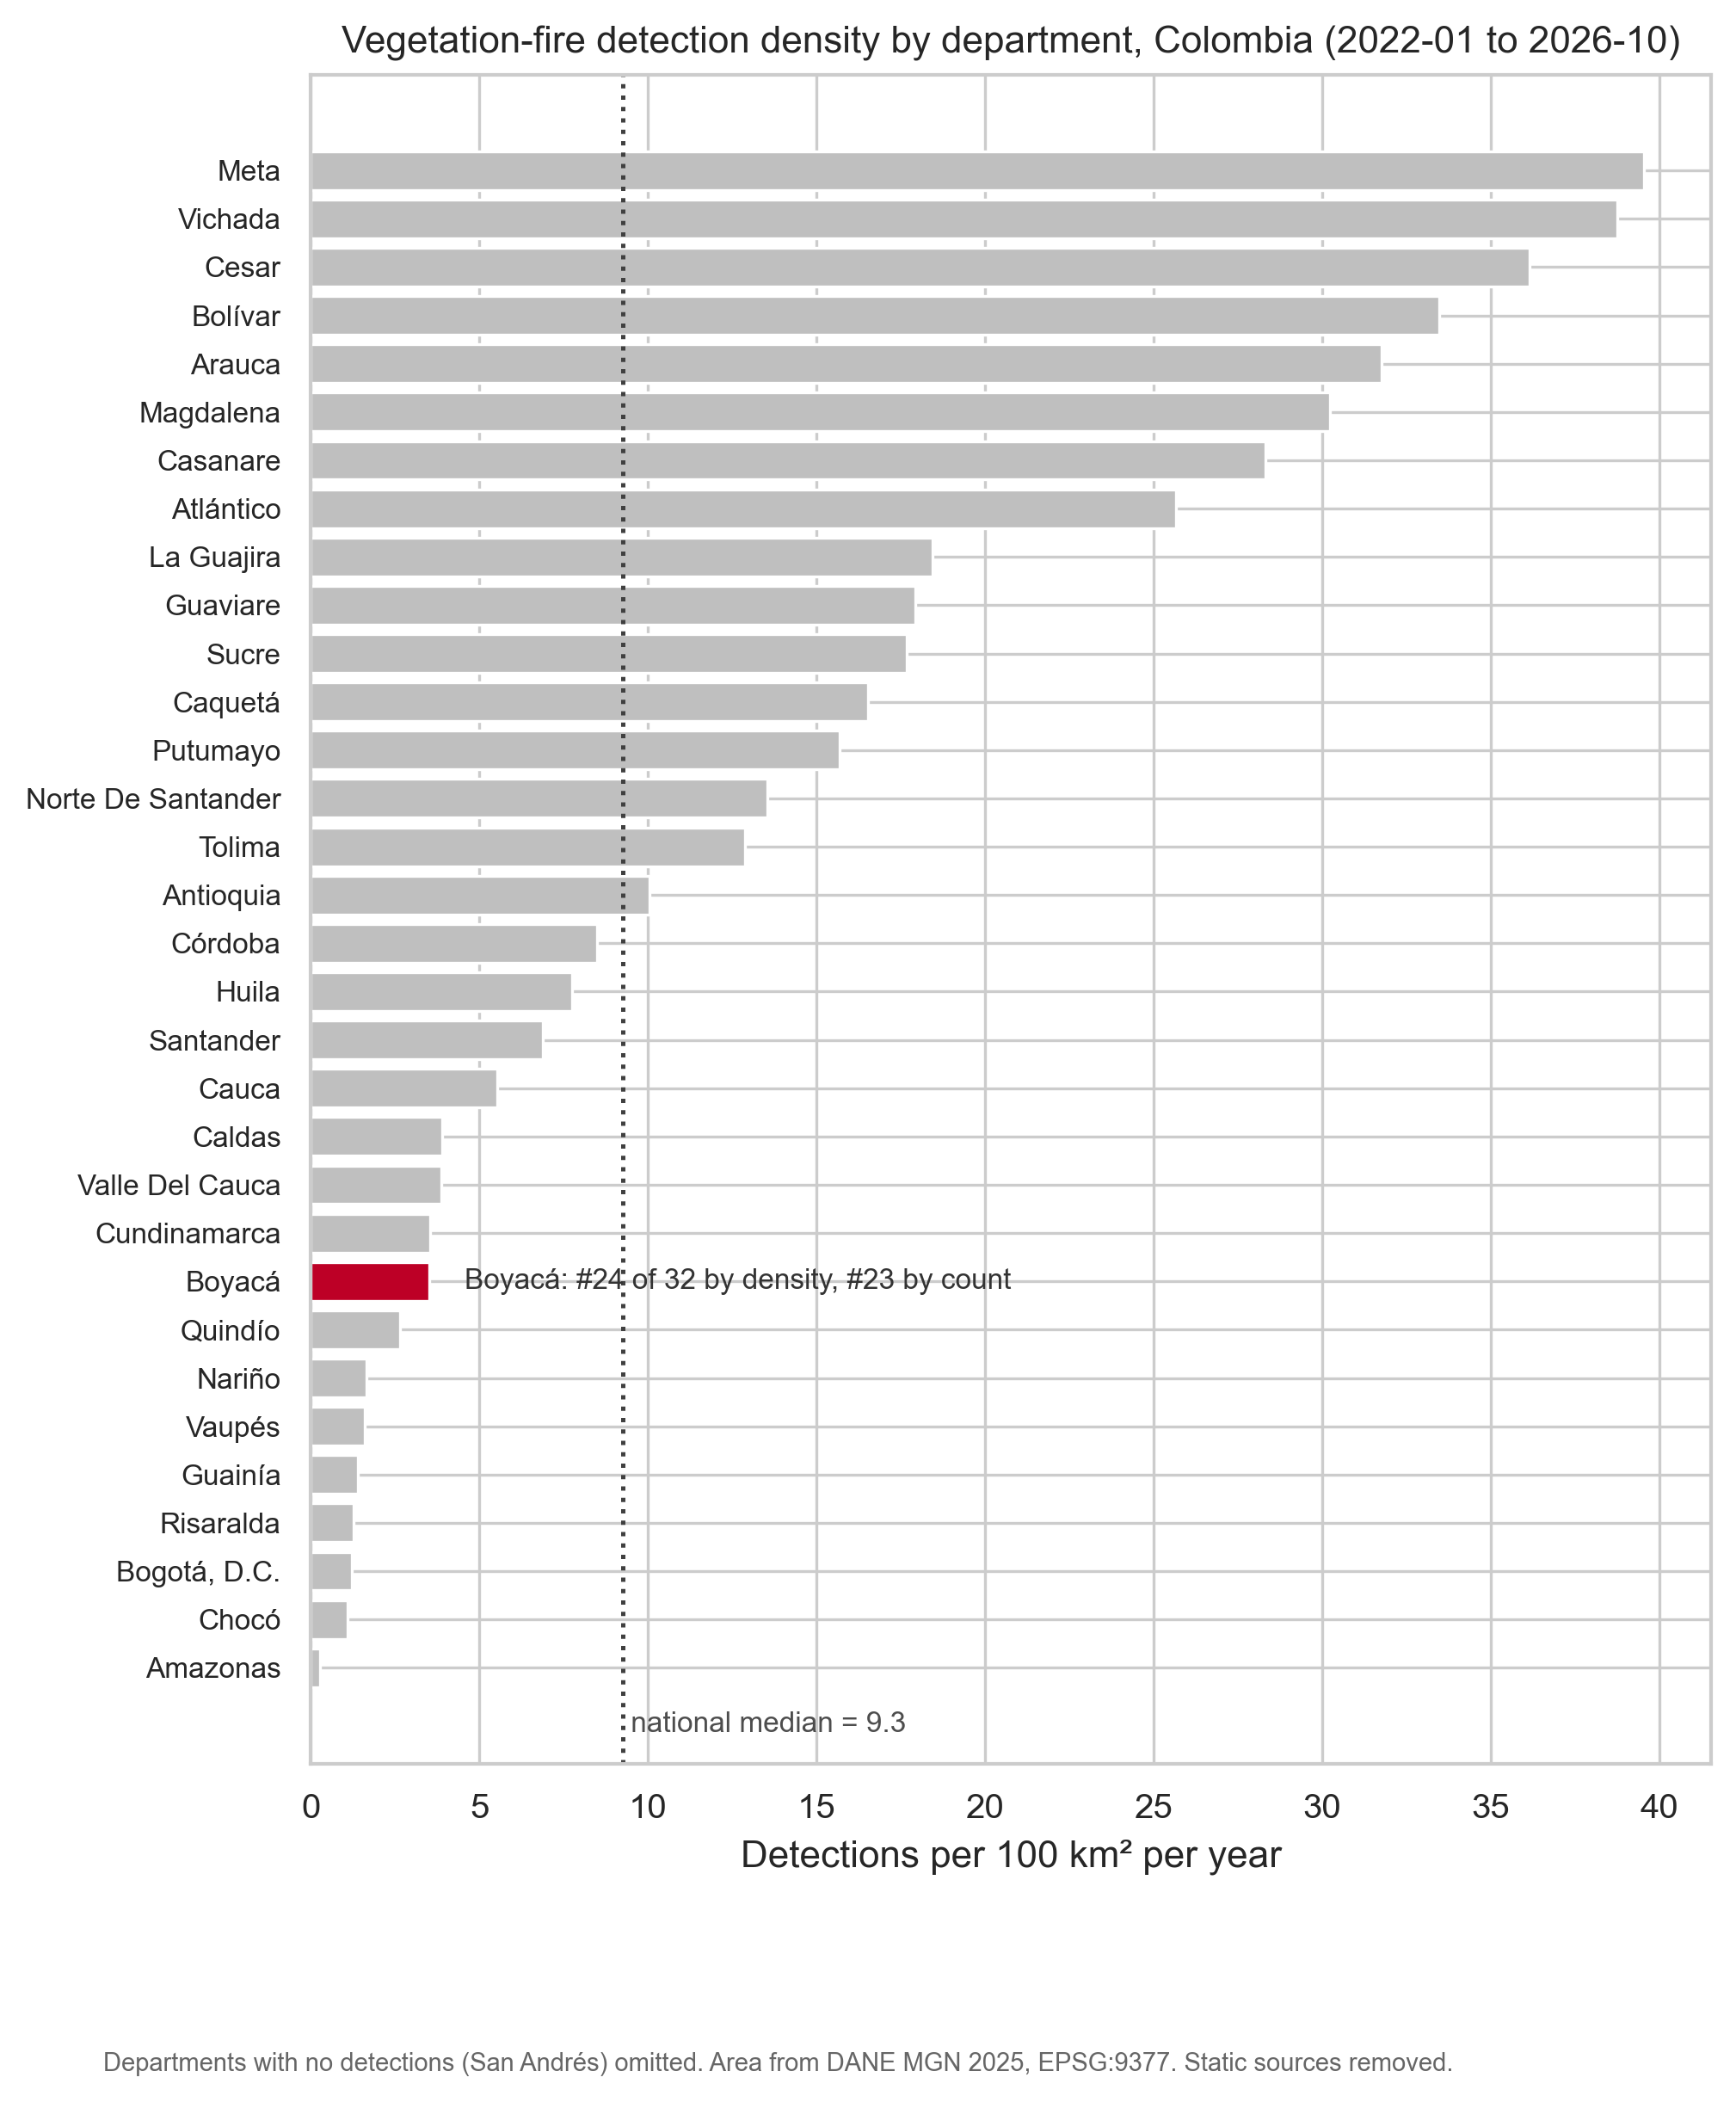 Vegetation-fire detection density by department, Colombia (2022-01 to 2026-10)
Meta
Vichada
Cesar
Bolívar
Arauca
Magdalena
Casanare
Atlántico
La Guajira
Guaviare
Sucre
Caquetá
Putumayo
Norte De Santander
Tolima
Antioquia
Córdoba
Huila
Santander
Cauca
Caldas
Valle Del Cauca
Cundinamarca
Boyacá
Boyacá: #24 of 32 by density, #23 by count
Quindío
Nariño
Vaupés
Guainía
Risaralda
Bogotá, D.C.
Chocó
Amazonas
national median = 9.3
0 5 10 15 20 25 30 35 40
Detections per 100 km² per year
Departments with no detections (San Andrés) omitted. Area from DANE MGN 2025, EPSG:9377. Static sources removed.